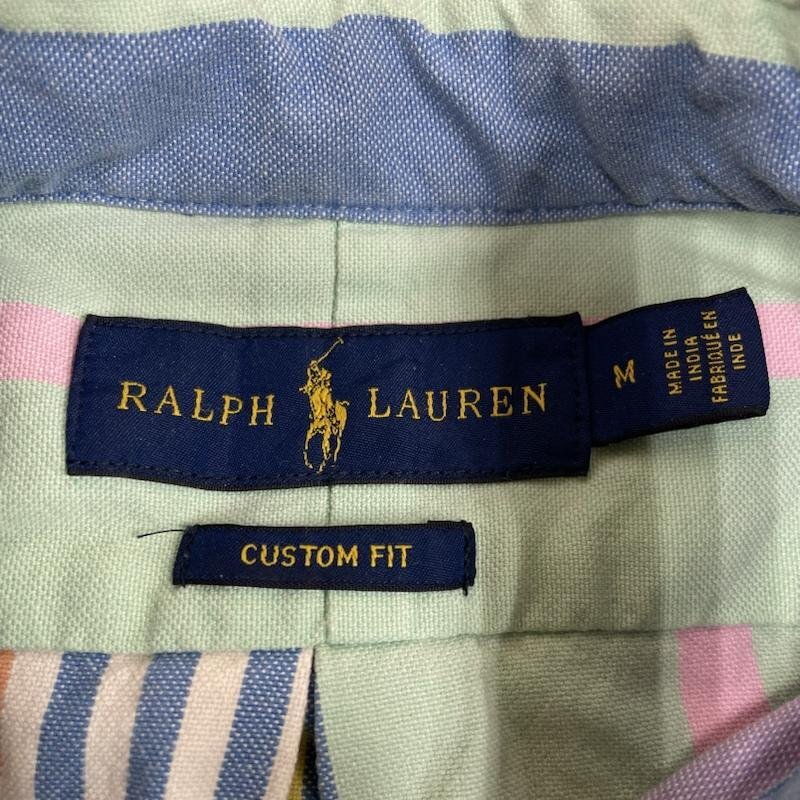 RALPH LAUREN
M
MADE IN
INDIA
FABRIQUÉ EN
INDE
CUSTOM FIT